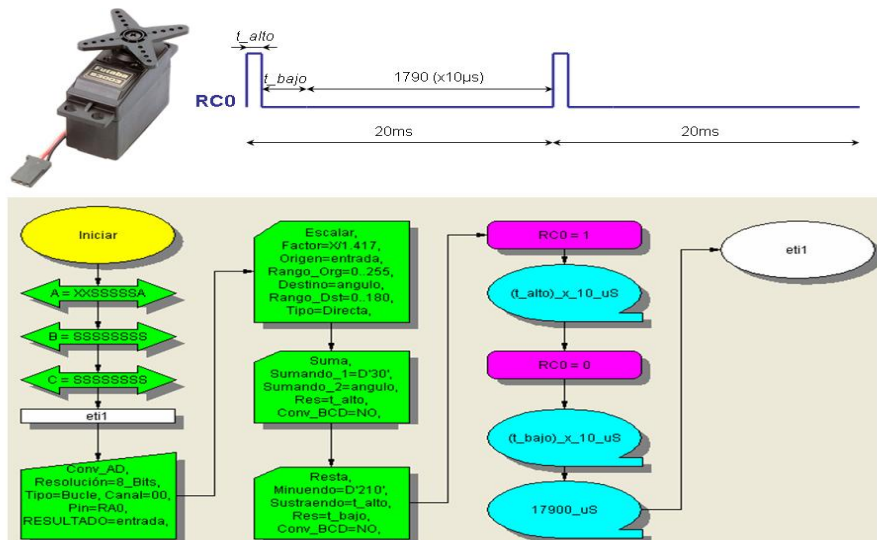 t_alto
Futaba
S3003
t_bajo
1790 (x10µs)
RC0
20ms
20ms
Iniciar
A = XXSSSSSA
B = SSSSSSSS
C = SSSSSSSS
eti1
Conv_AD,
Resolución=8_Bits,
Tipo=Bucle, Canal=00,
Pin=RA0,
RESULTADO=entrada,
Escalar,
Factor=X/1.417,
Origen=entrada,
Rango_Org=0..255,
Destino=angulo,
Rango_Dst=0..180,
Tipo=Directa,
Suma,
Sumando_1=D'30',
Sumando_2=angulo,
Res=t_alto,
Conv_BCD=NO,
Resta,
Minuendo=D'210',
Sustraendo=t_alto,
Res=t_bajo,
Conv_BCD=NO,
RC0 = 1
(t_alto)_x_10_uS
RC0 = 0
(t_bajo)_x_10_uS
17900_uS
eti1